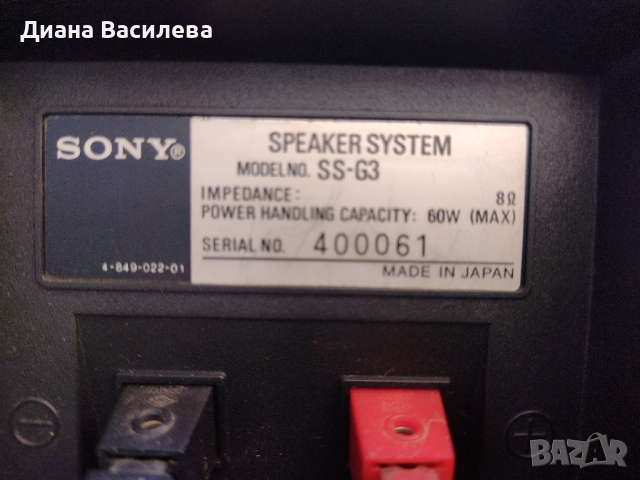 Диана Василева
SONY®
SPEAKER SYSTEM
MODEL NO. SS-G3
IMPEDANCE: 8Ω
POWER HANDLING CAPACITY: 60W (MAX)
SERIAL NO. 400061
4-849-022-01
MADE IN JAPAN
BAZAR